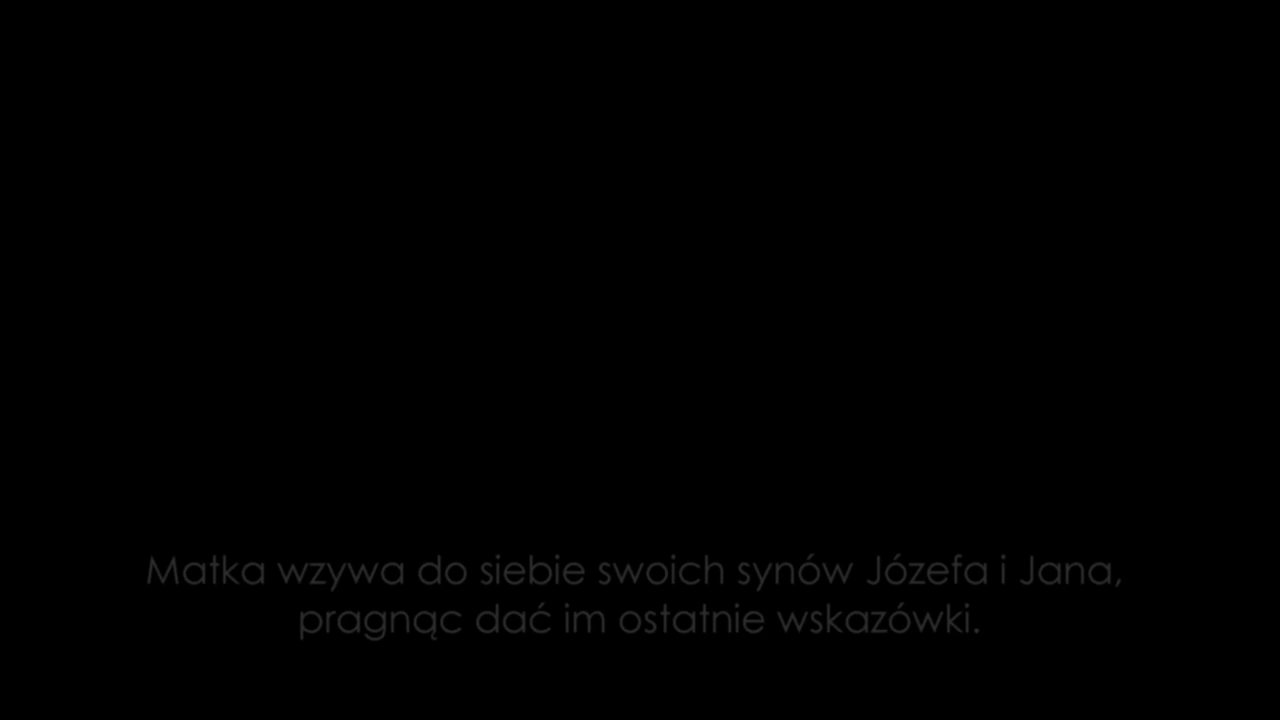 Matka wzywa do siebie swoich synów Józefa i Jana,
pragnąc dać im ostatnie wskazówki.